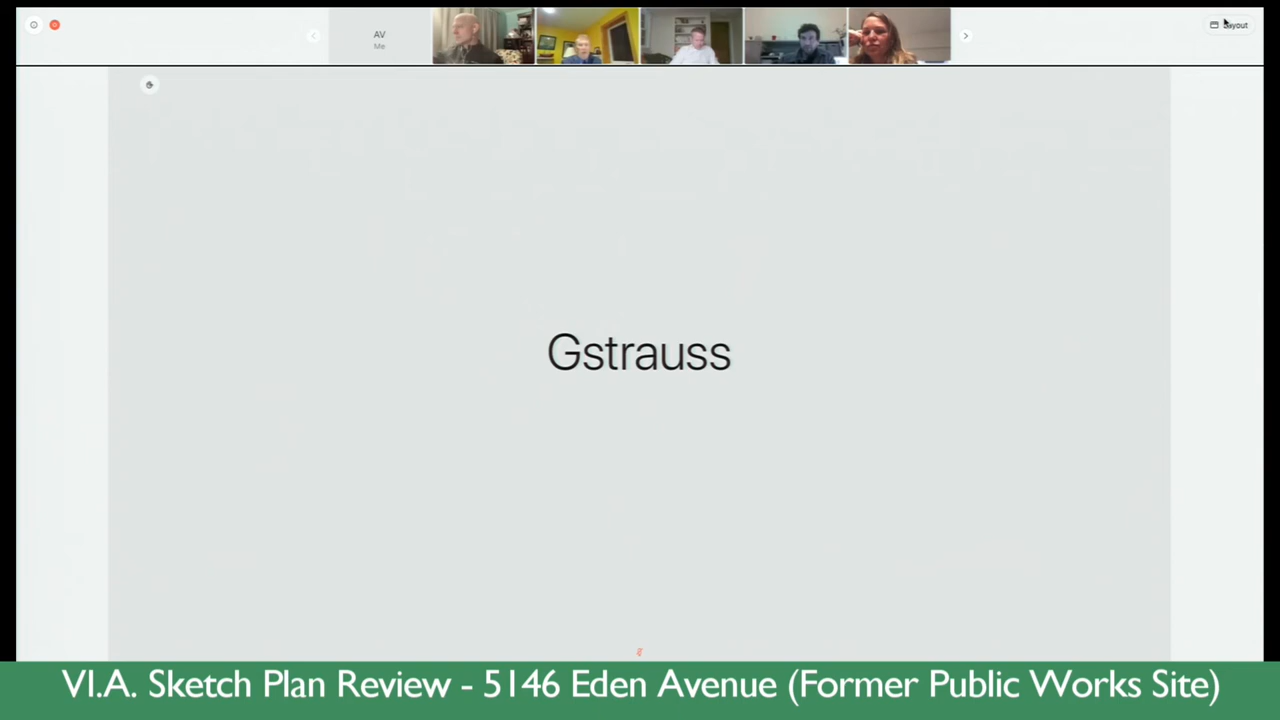 AV
Me
Layout
Gstrauss
VI.A. Sketch Plan Review - 5146 Eden Avenue (Former Public Works Site)